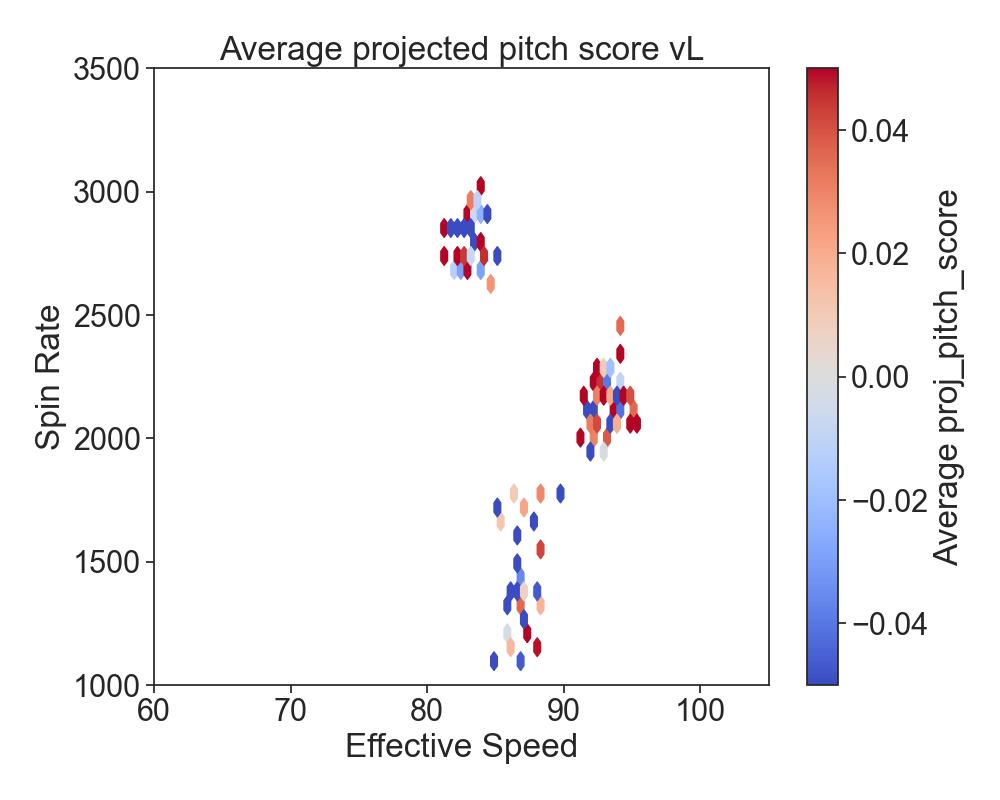 Average projected pitch score vL
3500
3000
2500
2000
1500
1000
Spin Rate
60 70 80 90 100
Effective Speed
0.04
0.02
0.00
−0.02
−0.04
Average proj_pitch_score